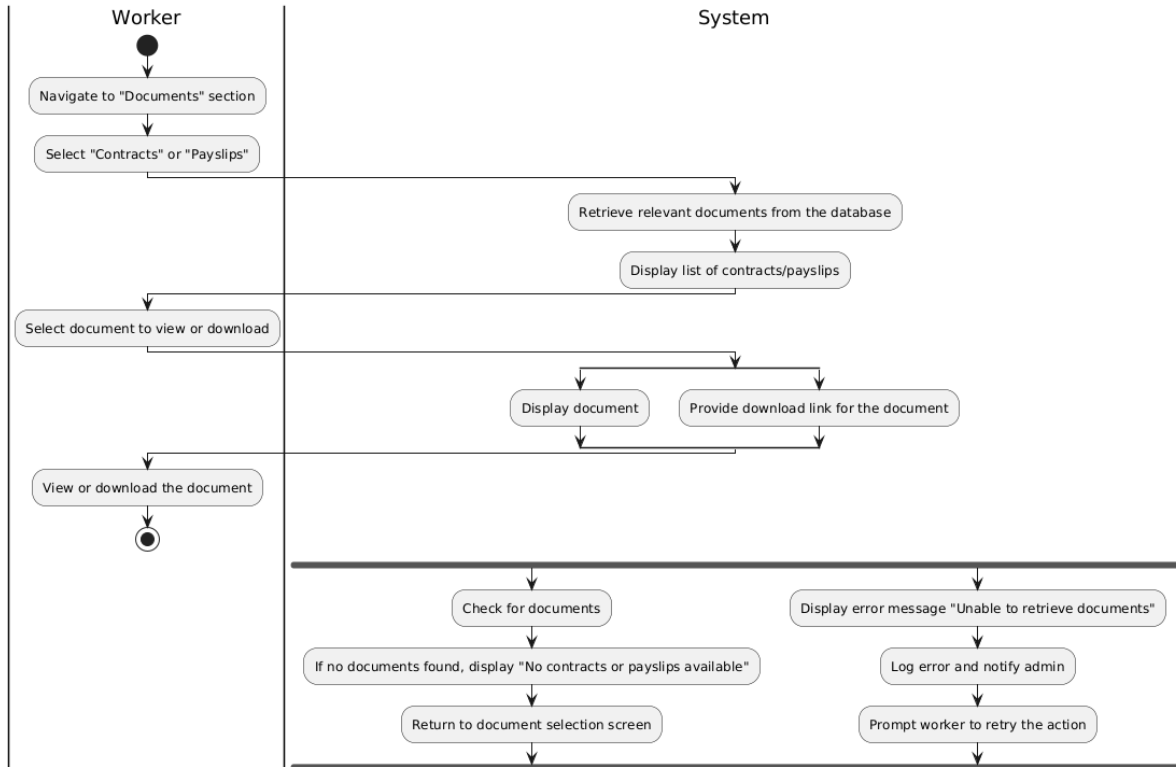 Worker
System
Navigate to "Documents" section
Select "Contracts" or "Payslips"
Retrieve relevant documents from the database
Display list of contracts/payslips
Select document to view or download
Display document
Provide download link for the document
View or download the document
Check for documents
Display error message "Unable to retrieve documents"
If no documents found, display "No contracts or payslips available"
Log error and notify admin
Return to document selection screen
Prompt worker to retry the action